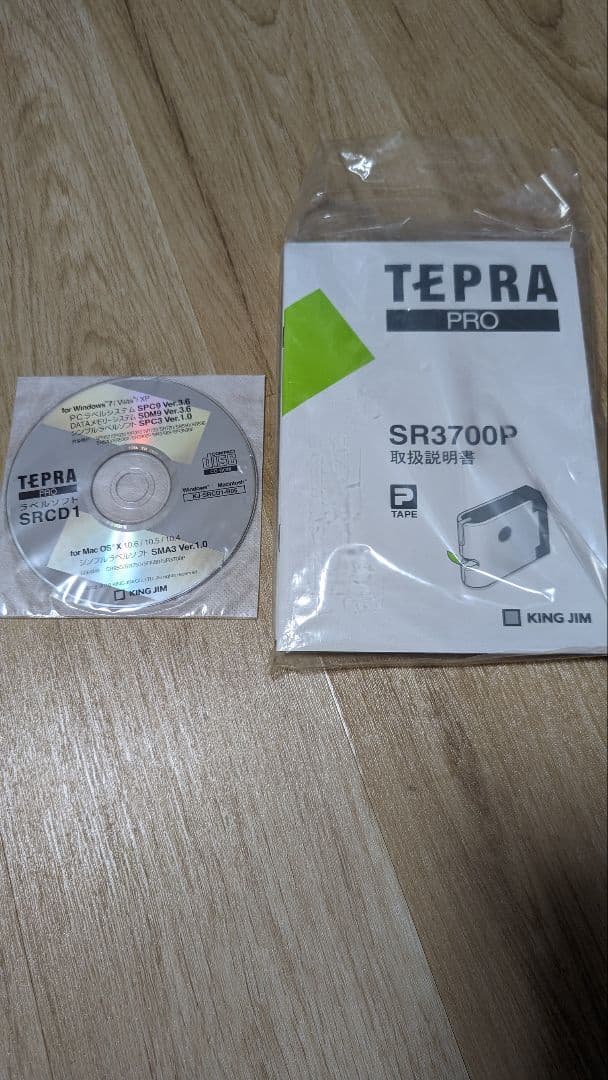 for Windows 7/Vista/XP
PCラベルシステム SPC9 Ver.3.6
DATAメモリーシステム SDM9 Ver.3.6
シンプルラベルソフト SPC3 Ver.1.0
TEPRA
PRO
ラベルソフト
SRCD1
COMPACT
disc
Windows Macintosh
KJ-SRCD1-R05
for Mac OS X 10.6/10.5/10.4
シンプルラベルソフト SMA3 Ver.1.0
KING JIM
TEPRA
PRO
SR3700P
取扱説明書
P
TAPE
KING JIM